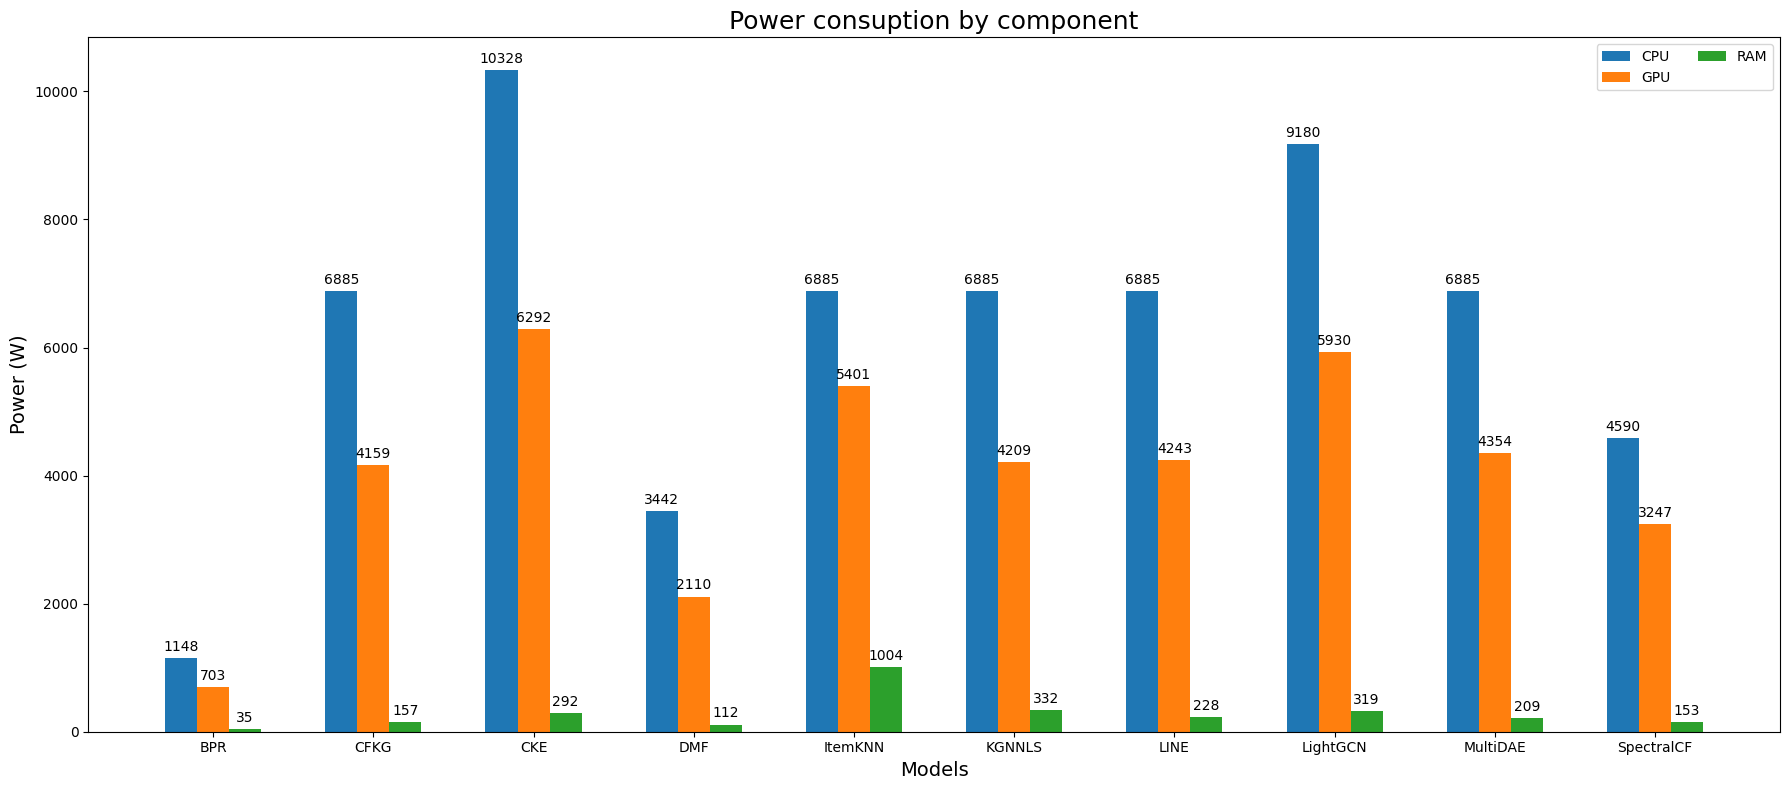 Power consuption by component
CPU
GPU
RAM
Power (W)
10000
8000
6000
4000
2000
0
1148
703
35
6885
4159
157
10328
6292
292
3442
2110
112
6885
5401
1004
6885
4209
332
6885
4243
228
9180
5930
319
6885
4354
209
4590
3247
153
BPR
CFKG
CKE
DMF
ItemKNN
KGNNLS
LINE
LightGCN
MultiDAE
SpectralCF
Models